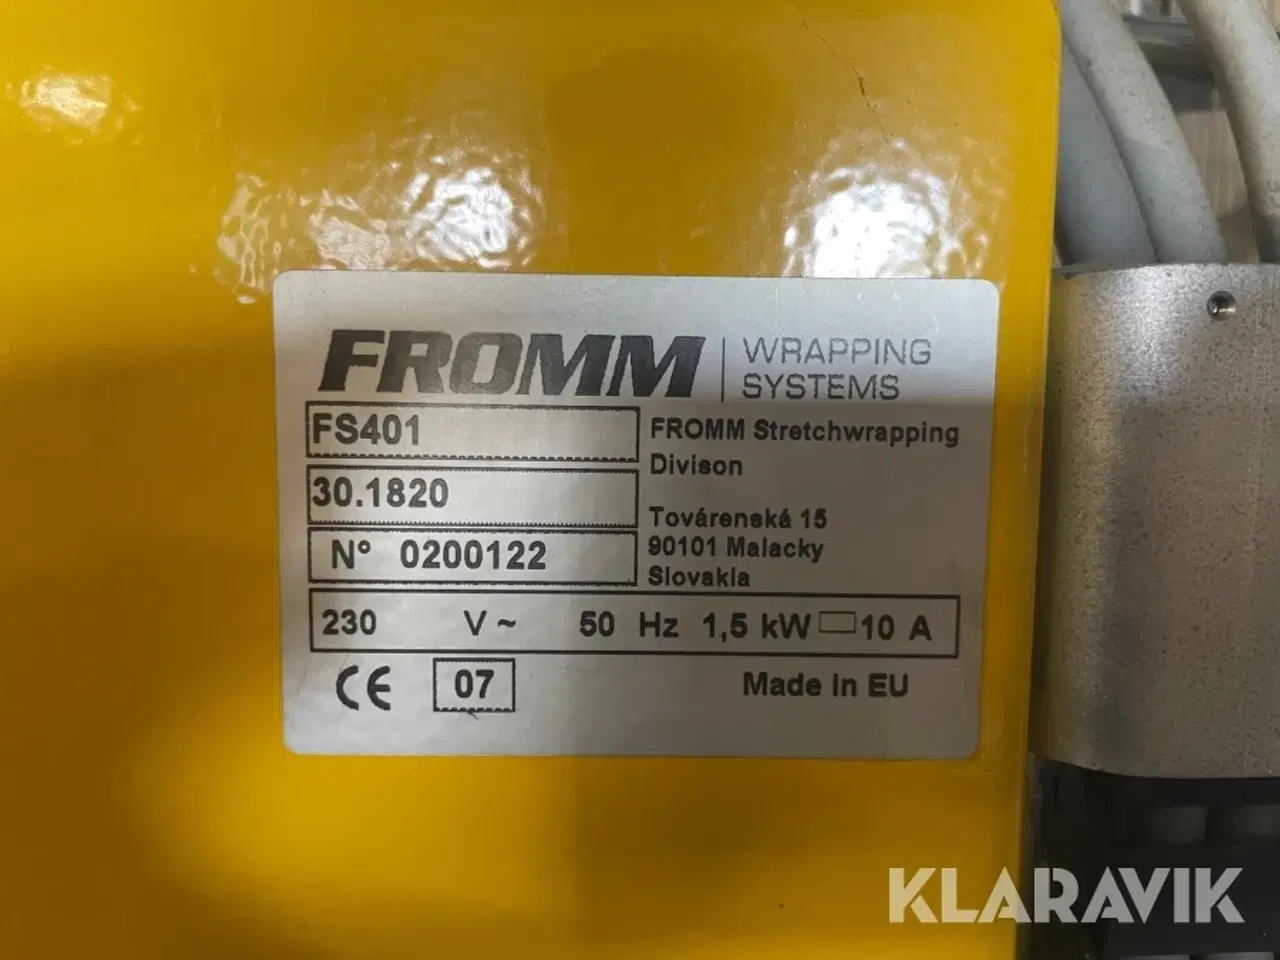 FROMM WRAPPING SYSTEMS
FS401
30.1820
N° 0200122
FROMM Stretchwrapping
Divison
Továrenská 15
90101 Malacky
Slovakia
230 V ~ 50 Hz 1,5 kW 10 A
CE 07 Made in EU
KLARAVIK